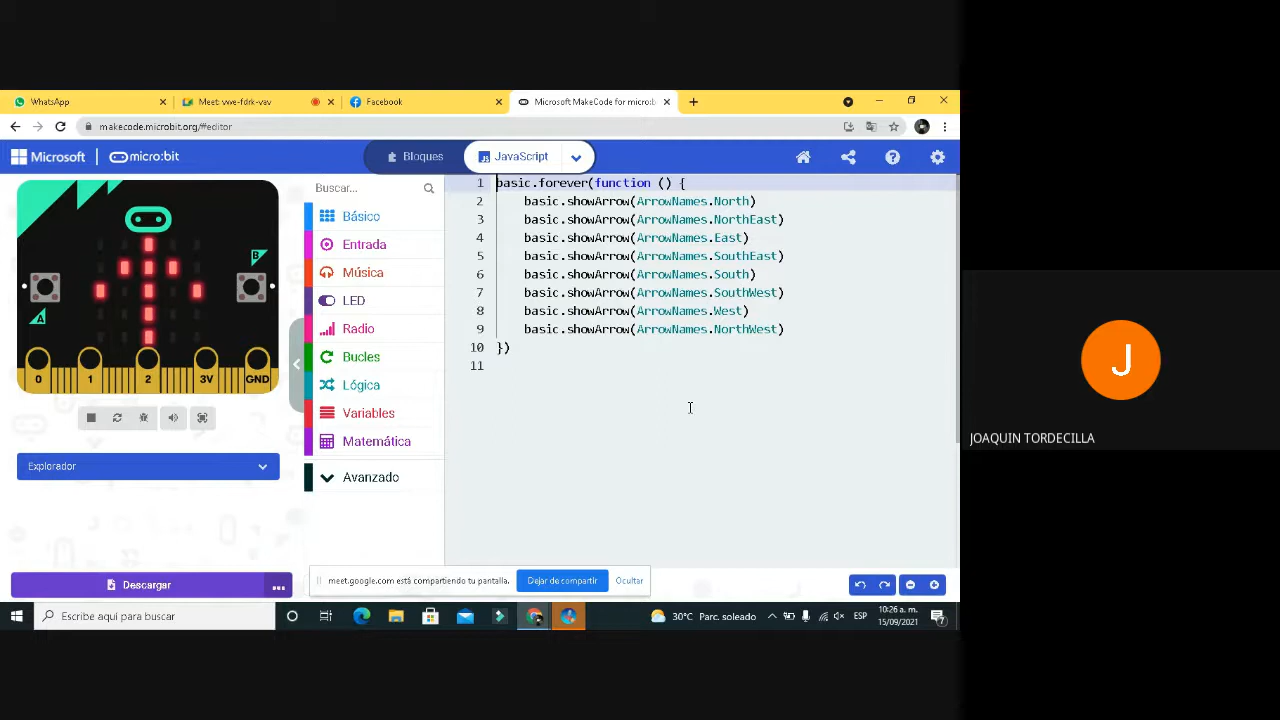 WhatsApp
Meet: vwe-fdrk-vav
Facebook
Microsoft MakeCode for micro:b
makecode.microbit.org/#editor
Microsoft
micro:bit
Bloques
JavaScript
Buscar...
Básico
Entrada
Música
LED
Radio
Bucles
Lógica
Variables
Matemática
Avanzado
A
B
0 1 2 3V GND
Explorador
Descargar
1 basic.forever(function () {
2 basic.showArrow(ArrowNames.North)
3 basic.showArrow(ArrowNames.NorthEast)
4 basic.showArrow(ArrowNames.East)
5 basic.showArrow(ArrowNames.SouthEast)
6 basic.showArrow(ArrowNames.South)
7 basic.showArrow(ArrowNames.SouthWest)
8 basic.showArrow(ArrowNames.West)
9 basic.showArrow(ArrowNames.NorthWest)
10 })
11
meet.google.com está compartiendo tu pantalla.
Dejar de compartir
Ocultar
Escribe aquí para buscar
30°C Parc. soleado
ESP
10:26 a. m.
15/09/2021
7
J
JOAQUIN TORDECILLA